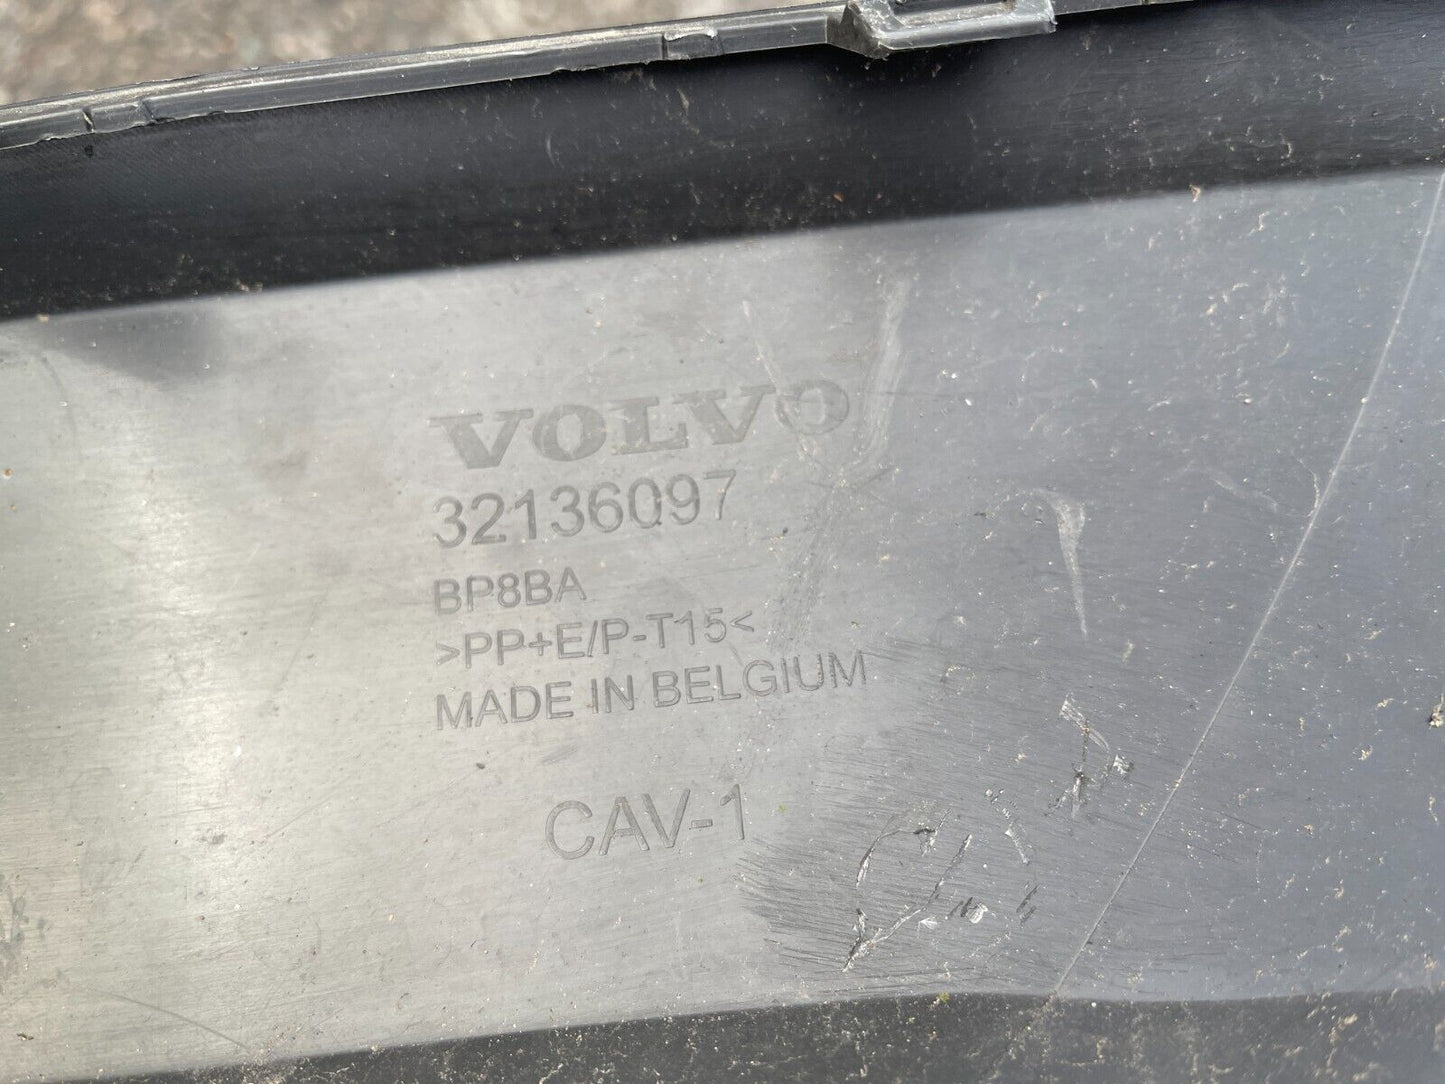 VOLVO
32136097
BP8BA
>PP+E/P-T15<
MADE IN BELGIUM
CAV-1